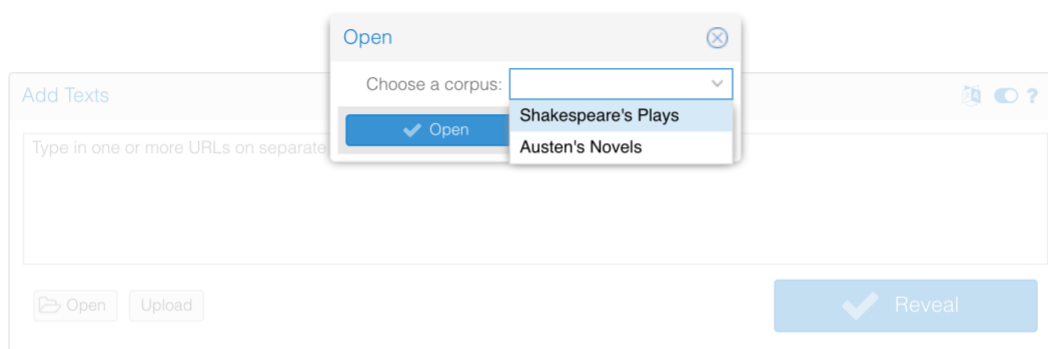 Open
Choose a corpus:
Shakespeare's Plays
Austen's Novels
Open
Add Texts
?
Type in one or more URLs on separate
Open
Upload
Reveal